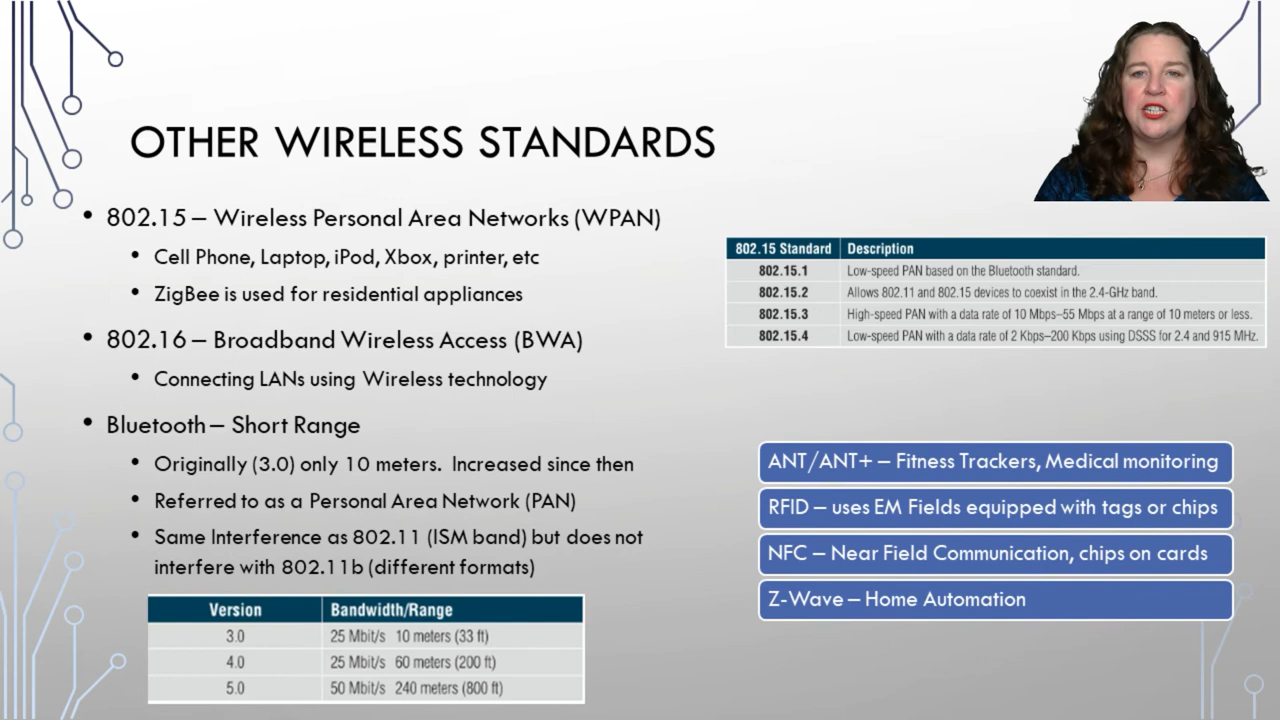 OTHER WIRELESS STANDARDS
• 802.15 – Wireless Personal Area Networks (WPAN)
• Cell Phone, Laptop, iPod, Xbox, printer, etc
• ZigBee is used for residential appliances
• 802.16 – Broadband Wireless Access (BWA)
• Connecting LANs using Wireless technology
• Bluetooth – Short Range
• Originally (3.0) only 10 meters. Increased since then
• Referred to as a Personal Area Network (PAN)
• Same Interference as 802.11 (ISM band) but does not
interfere with 802.11b (different formats)
Version Bandwidth/Range
3.0 25 Mbit/s 10 meters (33 ft)
4.0 25 Mbit/s 60 meters (200 ft)
5.0 50 Mbit/s 240 meters (800 ft)
802.15 Standard Description
802.15.1 Low-speed PAN based on the Bluetooth standard.
802.15.2 Allows 802.11 and 802.15 devices to coexist in the 2.4-GHz band.
802.15.3 High-speed PAN with a data rate of 10 Mbps–55 Mbps at a range of 10 meters or less.
802.15.4 Low-speed PAN with a data rate of 2 Kbps–200 Kbps using DSSS for 2.4 and 915 MHz.
ANT/ANT+ – Fitness Trackers, Medical monitoring
RFID – uses EM Fields equipped with tags or chips
NFC – Near Field Communication, chips on cards
Z-Wave – Home Automation